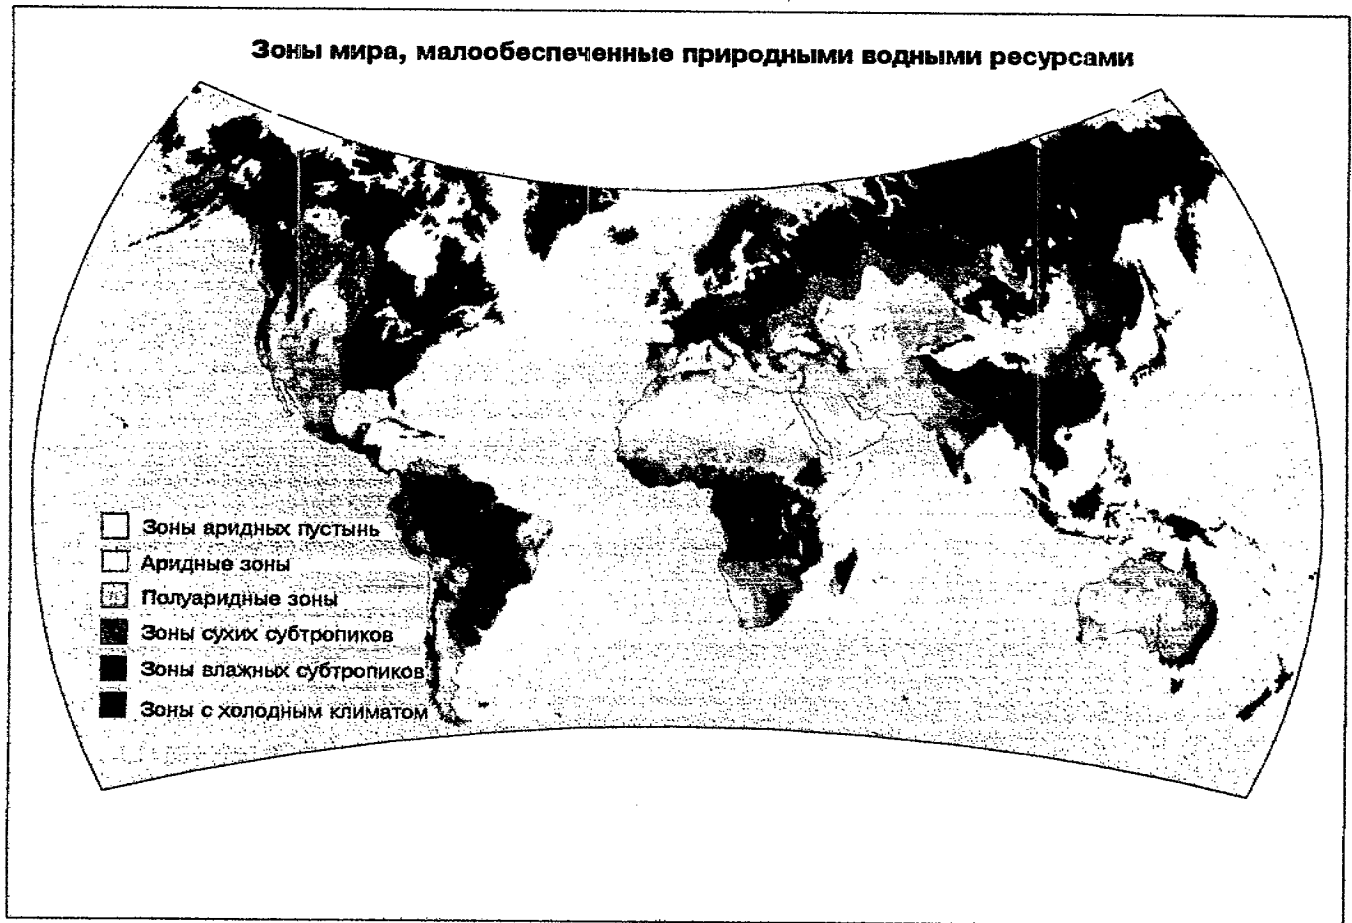 Зоны мира, малообеспеченные природными водными ресурсами
Зоны аридных пустынь
Аридные зоны
Полуаридные зоны
Зоны сухих субтропиков
Зоны влажных субтропиков
Зоны с холодным климатом